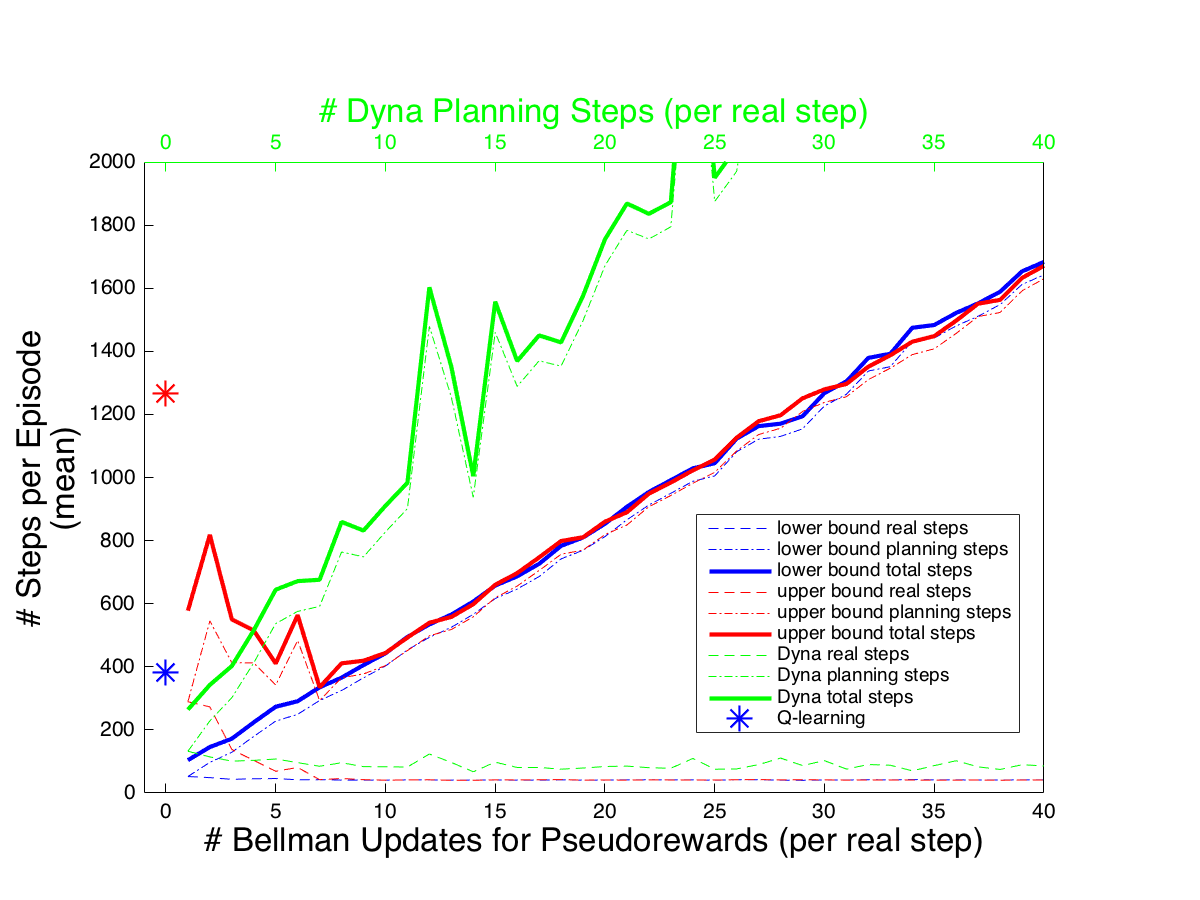 # Dyna Planning Steps (per real step)
0 5 10 15 20 25 30 35 40
2000
1800
1600
1400
1200
1000
800
600
400
200
0
# Steps per Episode
(mean)
lower bound real steps
lower bound planning steps
lower bound total steps
upper bound real steps
upper bound planning steps
upper bound total steps
Dyna real steps
Dyna planning steps
Dyna total steps
Q-learning
0 5 10 15 20 25 30 35 40
# Bellman Updates for Pseudorewards (per real step)